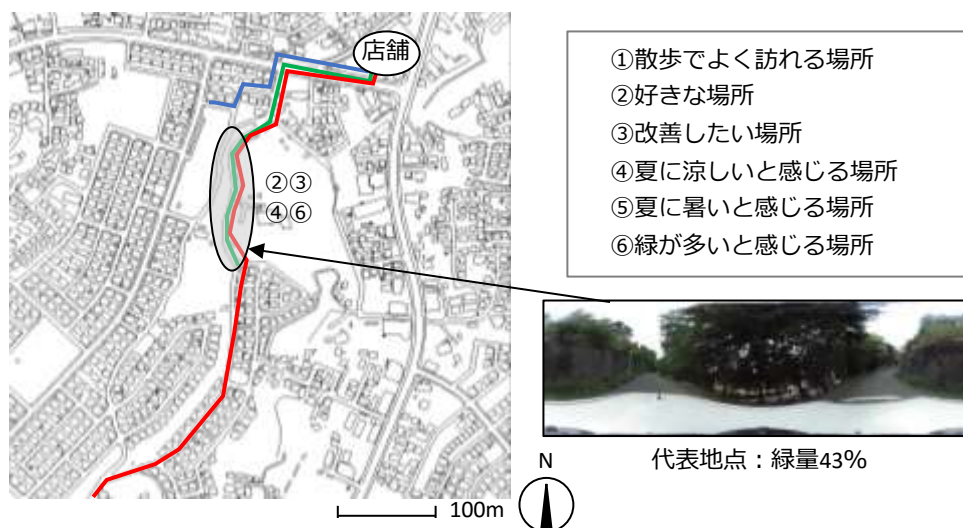 店舗
②③
④⑥
①散歩でよく訪れる場所
②好きな場所
③改善したい場所
④夏に涼しいと感じる場所
⑤夏に暑いと感じる場所
⑥緑が多いと感じる場所
代表地点：緑量43%
N
100m